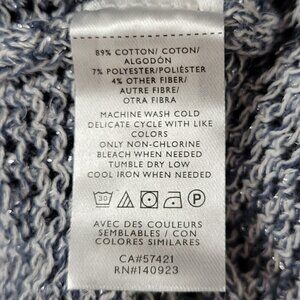 89% COTTON/ COTON/
ALGODÓN
7% POLYESTER/POLIÉSTER
4% OTHER FIBER/
AUTRE FIBRE/
OTRA FIBRA
MACHINE WASH COLD
DELICATE CYCLE WITH LIKE
COLORS
ONLY NON-CHLORINE
BLEACH WHEN NEEDED
TUMBLE DRY LOW
COOL IRON WHEN NEEDED
30 P
AVEC DES COULEURS
SEMBLABLES / CON
COLORES SIMILARES
CA#57421
RN#140923